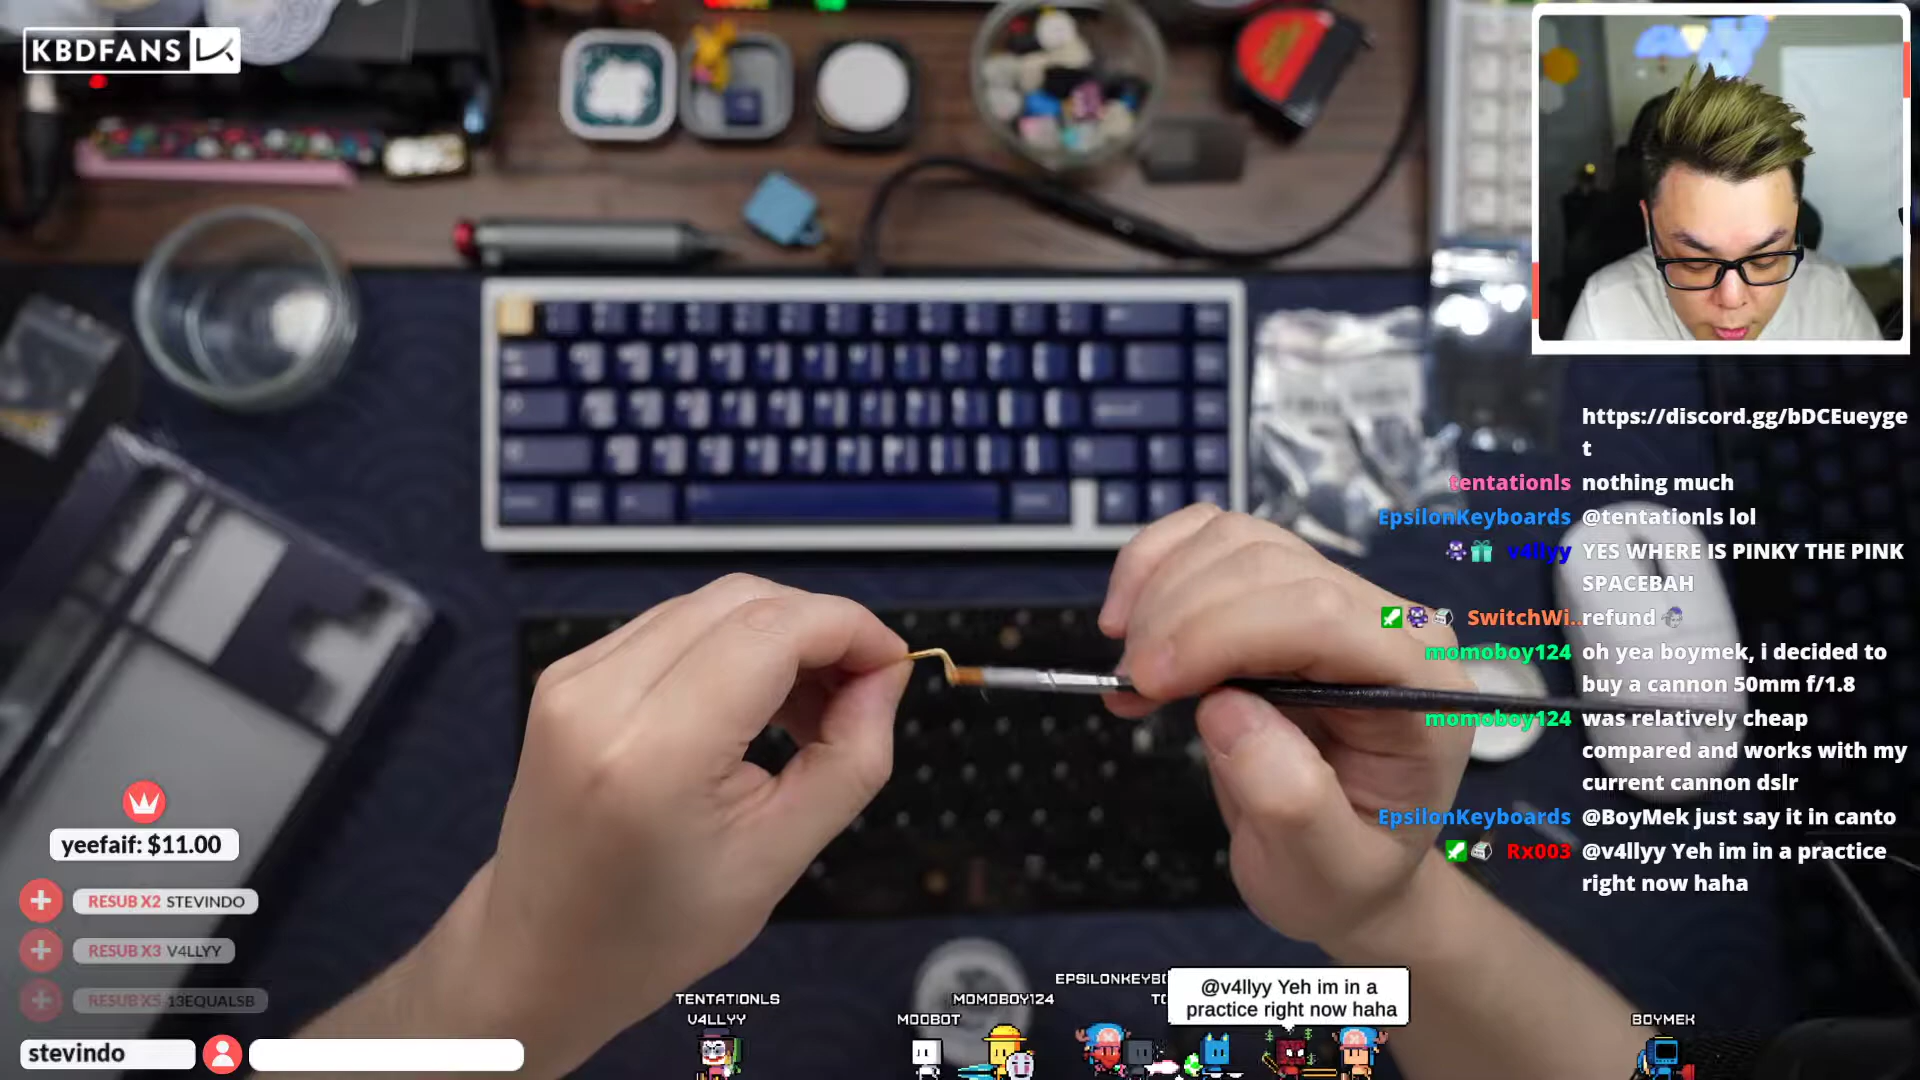 KBDFANS
https://discord.gg/bDCEueyge
t
tentationls nothing much
EpsilonKeyboards @tentationls lol
v4llyy YES WHERE IS PINKY THE PINK
SPACEBAH
SwitchWi.. refund
momoboy124 oh yea boymek, i decided to
buy a cannon 50mm f/1.8
momoboy124 was relatively cheap
compared and works with my
current cannon dslr
EpsilonKeyboards @BoyMek just say it in canto
Rx003 @v4llyy Yeh im in a practice
right now haha
yeefaif: $11.00
RESUB X2 STEVINDO
RESUB X3 V4LLYY
RESUB X5 13EQUALSB
stevindo
TENTATIONLS
V4LLYY
MOOBOT
MOMOBOY124
EPSILONKEYBO
TO
@v4llyy Yeh im in a
practice right now haha
BOYMEK